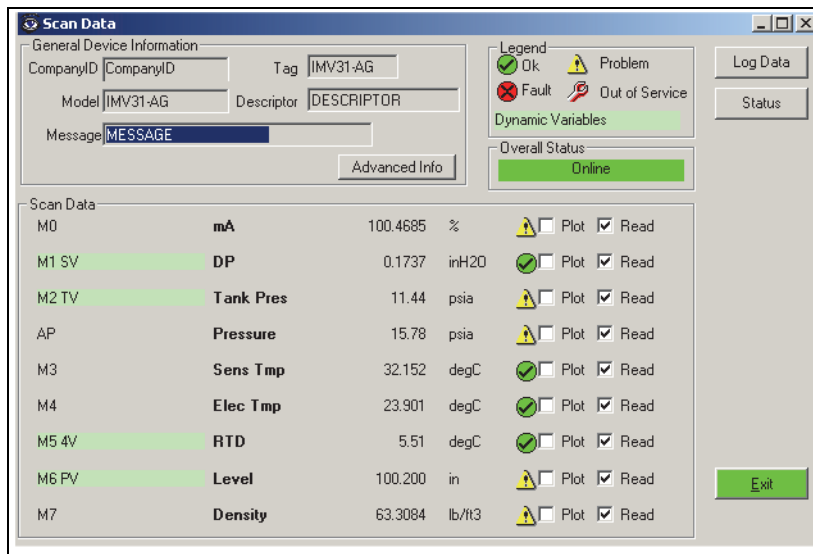 Scan Data
General Device Information
CompanyID CompanyID Tag IMV31-AG
Model IMV31-AG Descriptor DESCRIPTOR
Message MESSAGE
Advanced Info
Legend
Ok Problem
Fault Out of Service
Dynamic Variables
Overall Status
Online
Log Data
Status
Scan Data
M0 mA 100.4685 % Plot Read
M1 SV DP 0.1737 inH2O Plot Read
M2 TV Tank Pres 11.44 psia Plot Read
AP Pressure 15.78 psia Plot Read
M3 Sens Tmp 32.152 degC Plot Read
M4 Elec Tmp 23.901 degC Plot Read
M5 4V RTD 5.51 degC Plot Read
M6 PV Level 100.200 in Plot Read
M7 Density 63.3084 lb/ft3 Plot Read
Exit